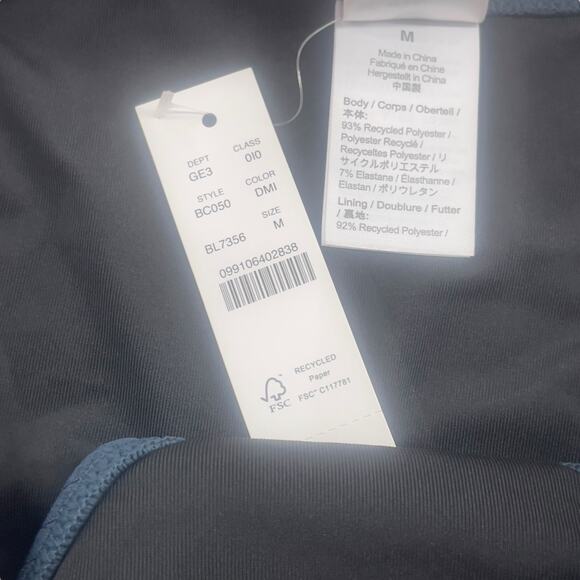 DEPT CLASS
GE3 0I0
STYLE COLOR
BC050 DMI
SIZE
BL7356 M
099106402838
RECYCLED
Paper
FSC™ C117781
FSC
M
Made in China
Fabriqué en Chine
Hergestellt in China
中国製
Body / Corps / Oberteil /
本体:
93% Recycled Polyester /
Polyester Recyclé /
Recyceltes Polyester / リ
サイクルポリエステル
7% Elastane / Élasthanne /
Elastan / ポリウレタン
Lining / Doublure / Futter
/ 裏地:
92% Recycled Polyester /